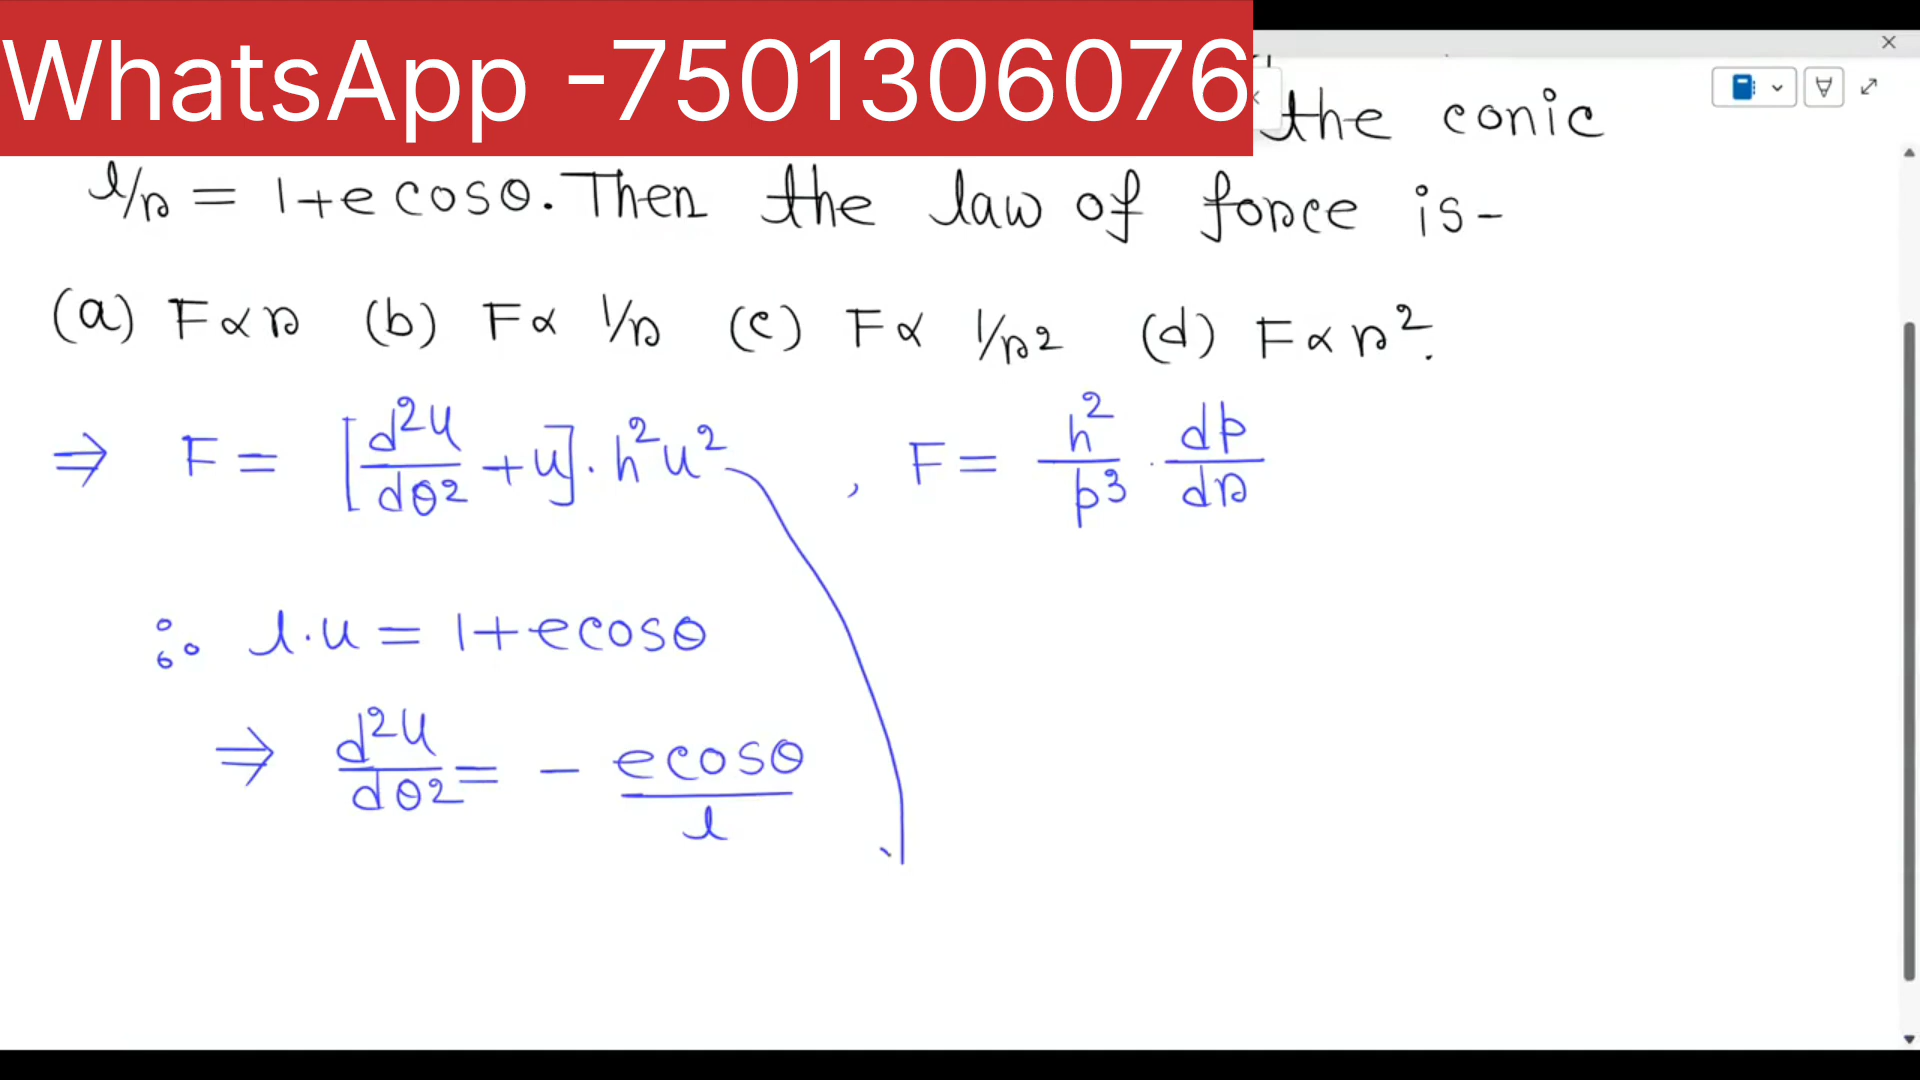 WhatsApp -7501306076
the conic
l/r = 1+e cosθ. Then the law of force is-
(a) F∝r (b) F∝ 1/r (c) F∝ 1/r² (d) F∝r².
⇒ F = [d²u/dθ² + u]. h²u² , F = h²/p³ · dp/dr
∴ l.u = 1+ecosθ
⇒ d²u/dθ² = - ecosθ/l